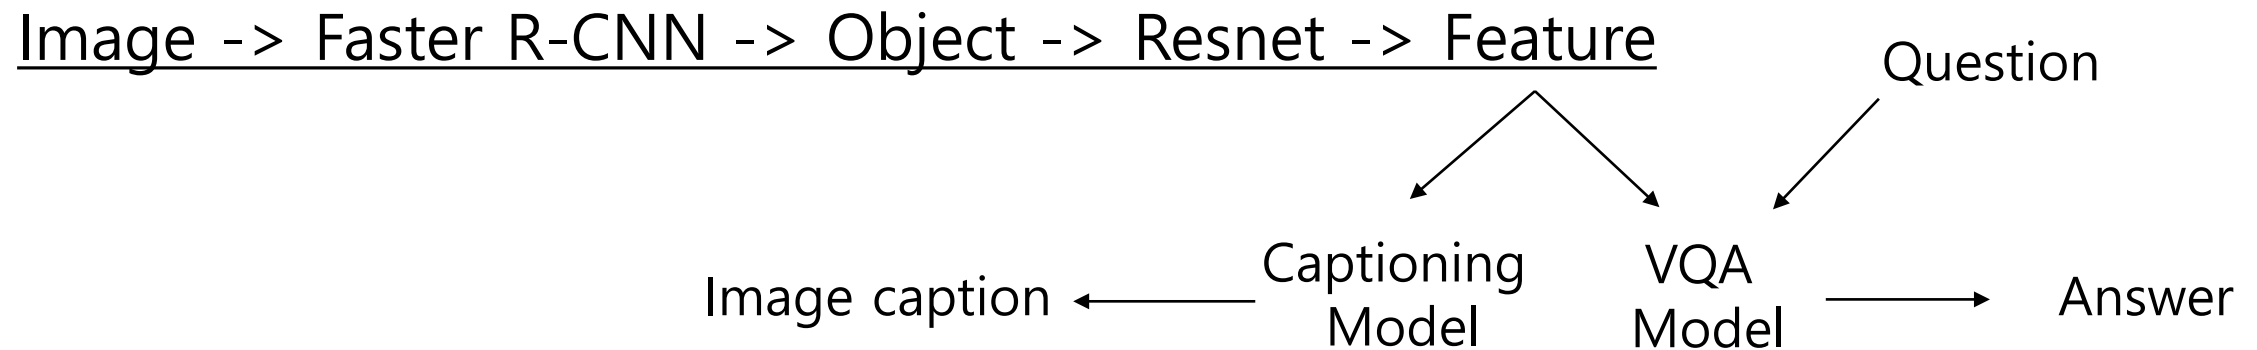 Image -> Faster R-CNN -> Object -> Resnet -> Feature
Question
Captioning
Model
VQA
Model
Image caption
Answer